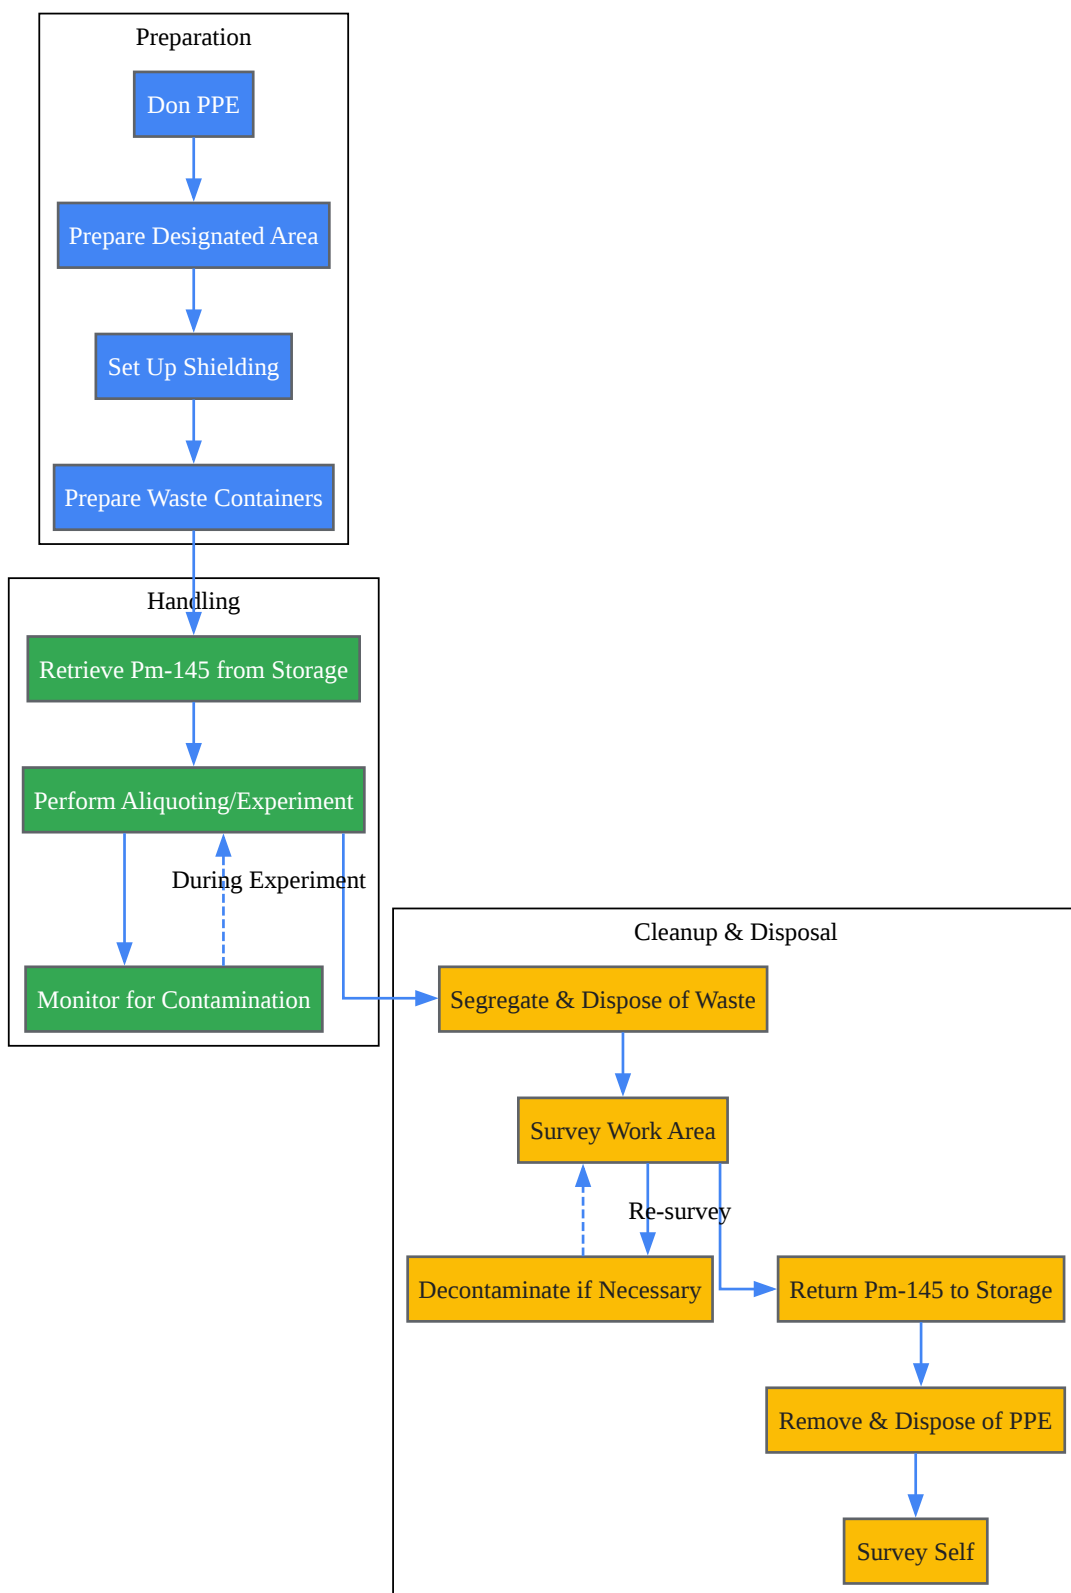 Preparation
Don PPE
Prepare Designated Area
Set Up Shielding
Prepare Waste Containers
Handling
Retrieve Pm-145 from Storage
Perform Aliquoting/Experiment
During Experiment
Monitor for Contamination
Cleanup & Disposal
Segregate & Dispose of Waste
Survey Work Area
Re-survey
Decontaminate if Necessary
Return Pm-145 to Storage
Remove & Dispose of PPE
Survey Self